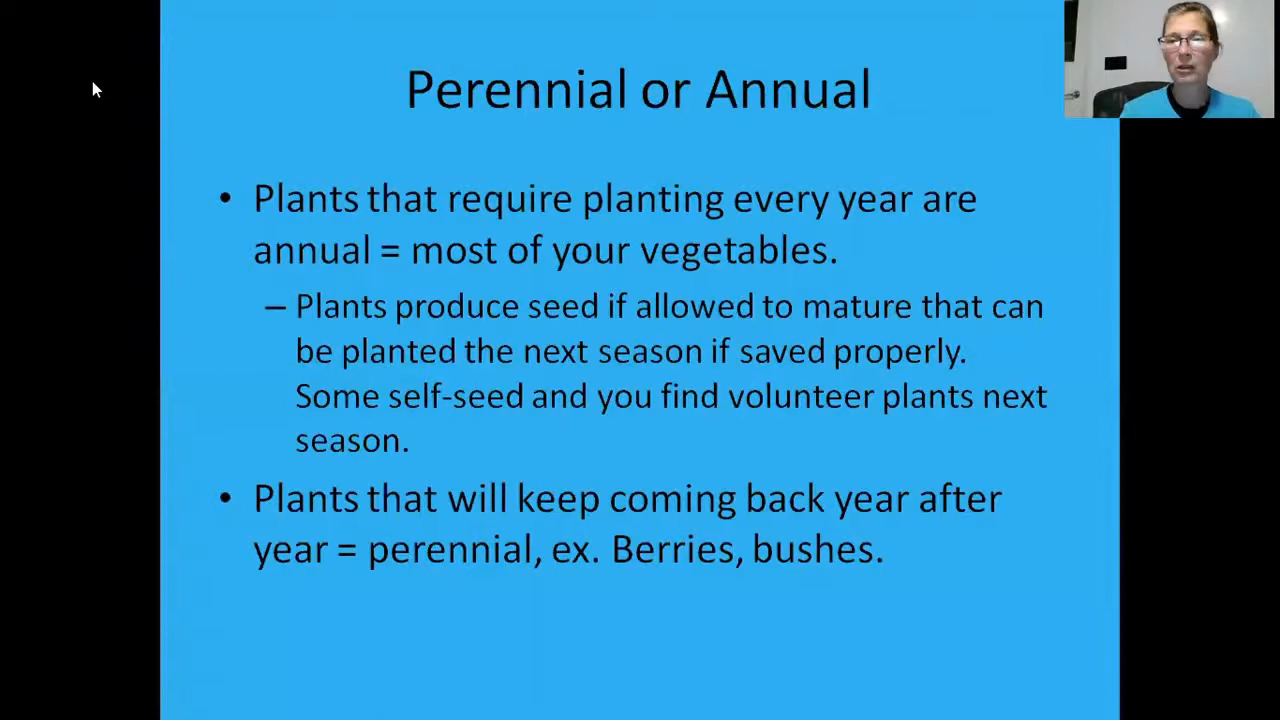 Perennial or Annual
• Plants that require planting every year are
annual = most of your vegetables.
– Plants produce seed if allowed to mature that can
be planted the next season if saved properly.
Some self-seed and you find volunteer plants next
season.
• Plants that will keep coming back year after
year = perennial, ex. Berries, bushes.